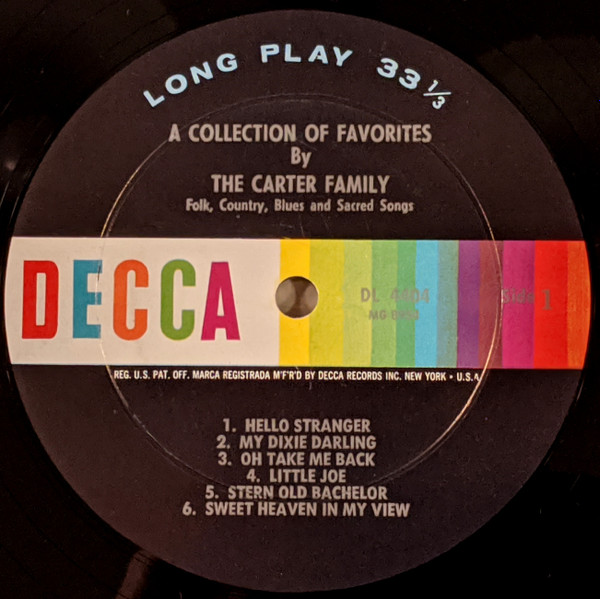 LONG PLAY 33 1/3
A COLLECTION OF FAVORITES
By
THE CARTER FAMILY
Folk, Country, Blues and Sacred Songs
DECCA
DL 4404
Side 1
MG
REG. U.S. PAT. OFF. MARCA REGISTRADA M'F'R'D BY DECCA RECORDS INC. NEW YORK • U.S.A.
1. HELLO STRANGER
2. MY DIXIE DARLING
3. OH TAKE ME BACK
4. LITTLE JOE
5. STERN OLD BACHELOR
6. SWEET HEAVEN IN MY VIEW